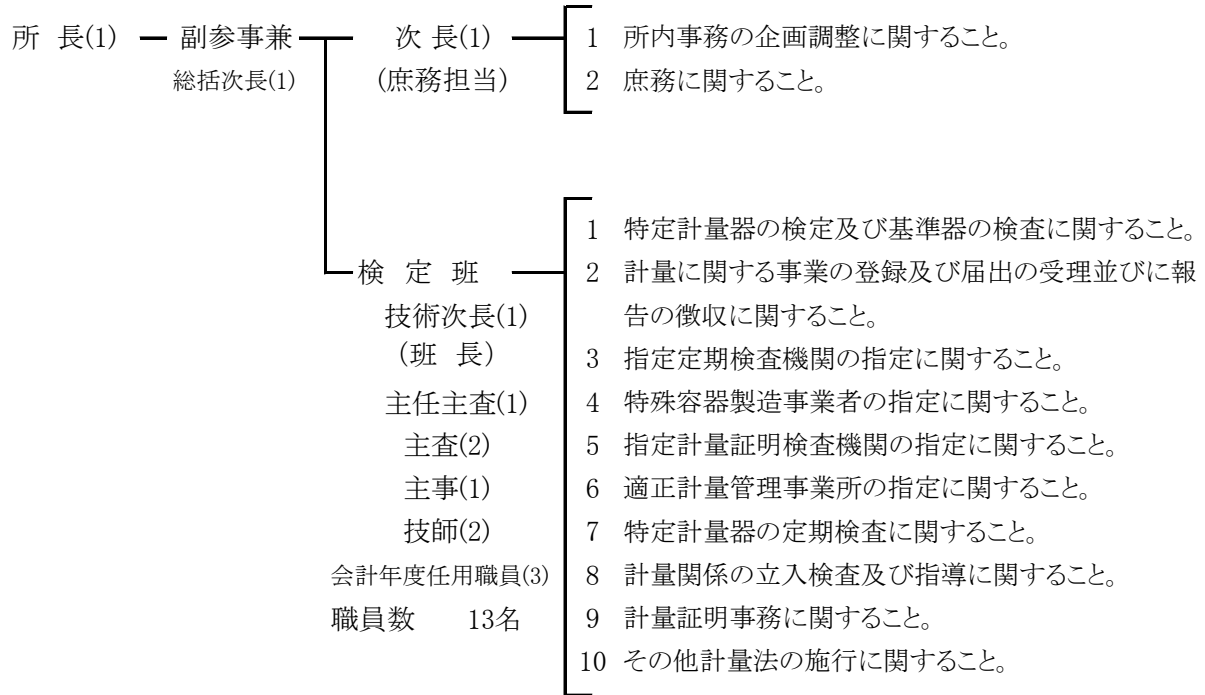 所 長(1) 副参事兼 次 長(1)
総括次長(1) (庶務担当)
1 所内事務の企画調整に関すること。
2 庶務に関すること。
検 定 班
技術次長(1)
(班 長)
主任主査(1)
主査(2)
主事(1)
技師(2)
会計年度任用職員(3)
職員数 13名
1 特定計量器の検定及び基準器の検査に関すること。
2 計量に関する事業の登録及び届出の受理並びに報
告の徴収に関すること。
3 指定定期検査機関の指定に関すること。
4 特殊容器製造事業者の指定に関すること。
5 指定計量証明検査機関の指定に関すること。
6 適正計量管理事業所の指定に関すること。
7 特定計量器の定期検査に関すること。
8 計量関係の立入検査及び指導に関すること。
9 計量証明事務に関すること。
10 その他計量法の施行に関すること。